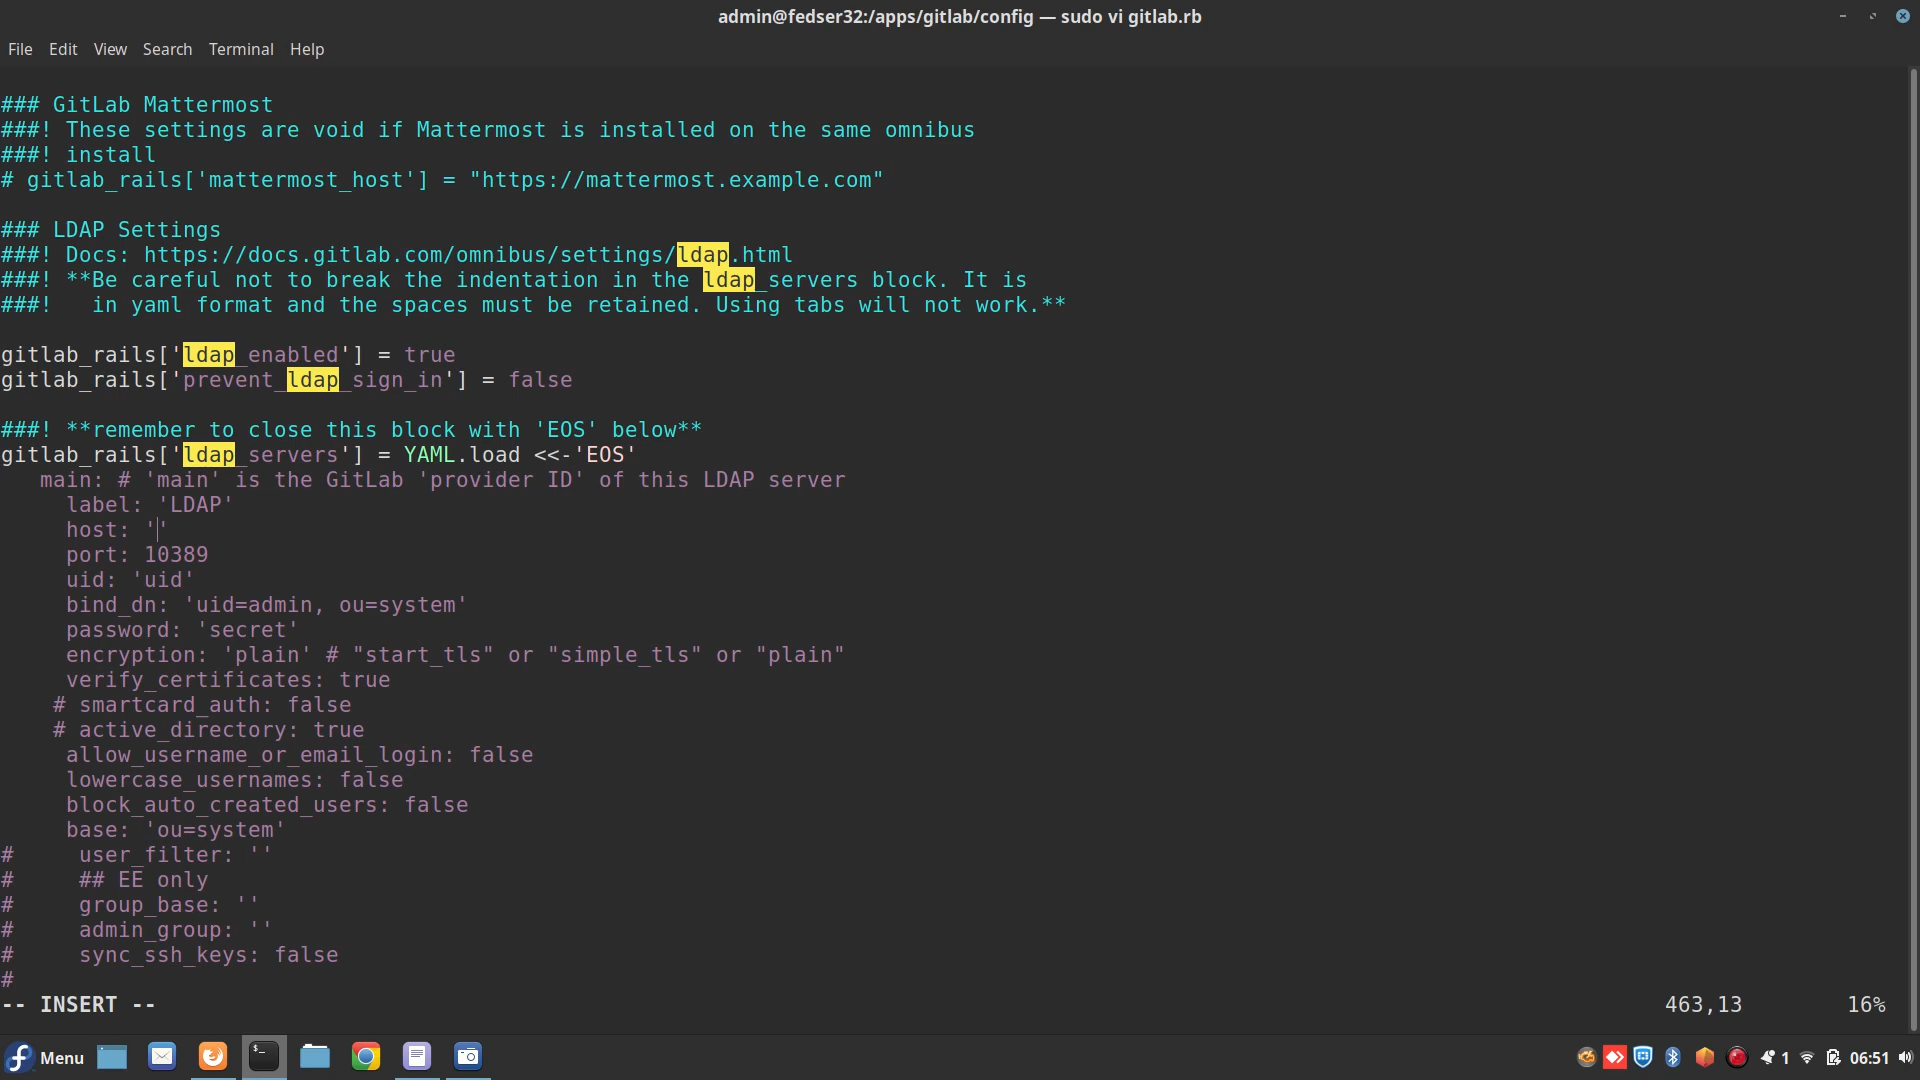 admin@fedser32:/apps/gitlab/config — sudo vi gitlab.rb
File Edit View Search Terminal Help
### GitLab Mattermost
###! These settings are void if Mattermost is installed on the same omnibus
###! install
# gitlab_rails['mattermost_host'] = "https://mattermost.example.com"
### LDAP Settings
###! Docs: https://docs.gitlab.com/omnibus/settings/ldap.html
###! **Be careful not to break the indentation in the ldap_servers block. It is
###!   in yaml format and the spaces must be retained. Using tabs will not work.**
gitlab_rails['ldap_enabled'] = true
gitlab_rails['prevent_ldap_sign_in'] = false
###! **remember to close this block with 'EOS' below**
gitlab_rails['ldap_servers'] = YAML.load <<-'EOS'
   main: # 'main' is the GitLab 'provider ID' of this LDAP server
     label: 'LDAP'
     host: ''
     port: 10389
     uid: 'uid'
     bind_dn: 'uid=admin, ou=system'
     password: 'secret'
     encryption: 'plain' # "start_tls" or "simple_tls" or "plain"
     verify_certificates: true
    # smartcard_auth: false
    # active_directory: true
     allow_username_or_email_login: false
     lowercase_usernames: false
     block_auto_created_users: false
     base: 'ou=system'
#     user_filter: ''
#     ## EE only
#     group_base: ''
#     admin_group: ''
#     sync_ssh_keys: false
#
-- INSERT -- 463,13 16%
Menu 1 06:51